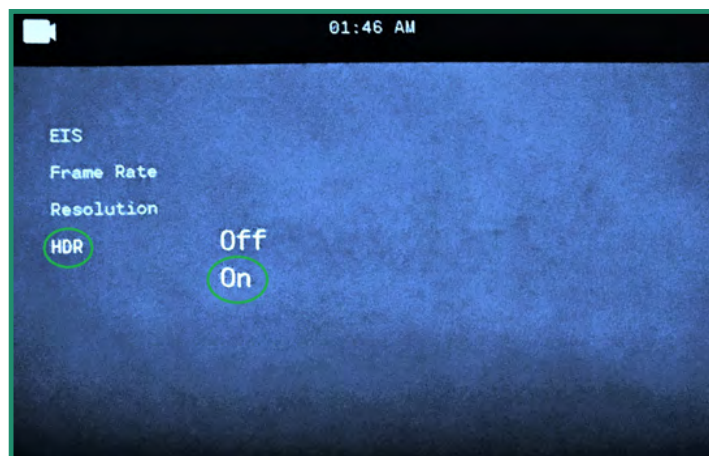 01:46 AM
EIS
Frame Rate
Resolution
HDR
Off
On